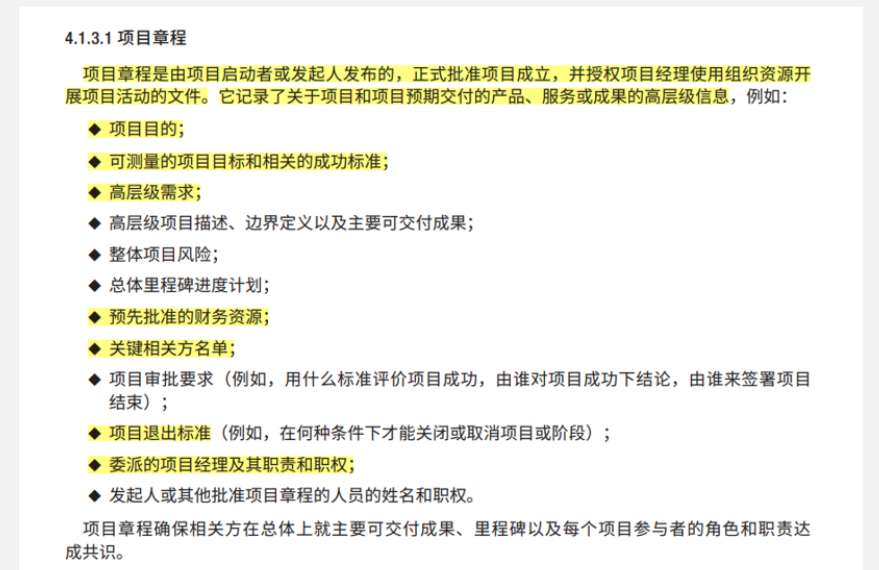 4.1.3.1 项目章程
项目章程是由项目启动者或发起人发布的，正式批准项目成立，并授权项目经理使用组织资源开
展项目活动的文件。它记录了关于项目和项目预期交付的产品、服务或成果的高层级信息，例如：
◆ 项目目的；
◆ 可测量的项目目标和相关的成功标准；
◆ 高层级需求；
◆ 高层级项目描述、边界定义以及主要可交付成果；
◆ 整体项目风险；
◆ 总体里程碑进度计划；
◆ 预先批准的财务资源；
◆ 关键相关方名单；
◆ 项目审批要求（例如，用什么标准评价项目成功，由谁对项目成功下结论，由谁来签署项目
结束）；
◆ 项目退出标准（例如，在何种条件下才能关闭或取消项目或阶段）；
◆ 委派的项目经理及其职责和职权；
◆ 发起人或其他批准项目章程的人员的姓名和职权。
项目章程确保相关方在总体上就主要可交付成果、里程碑以及每个项目参与者的角色和职责达
成共识。